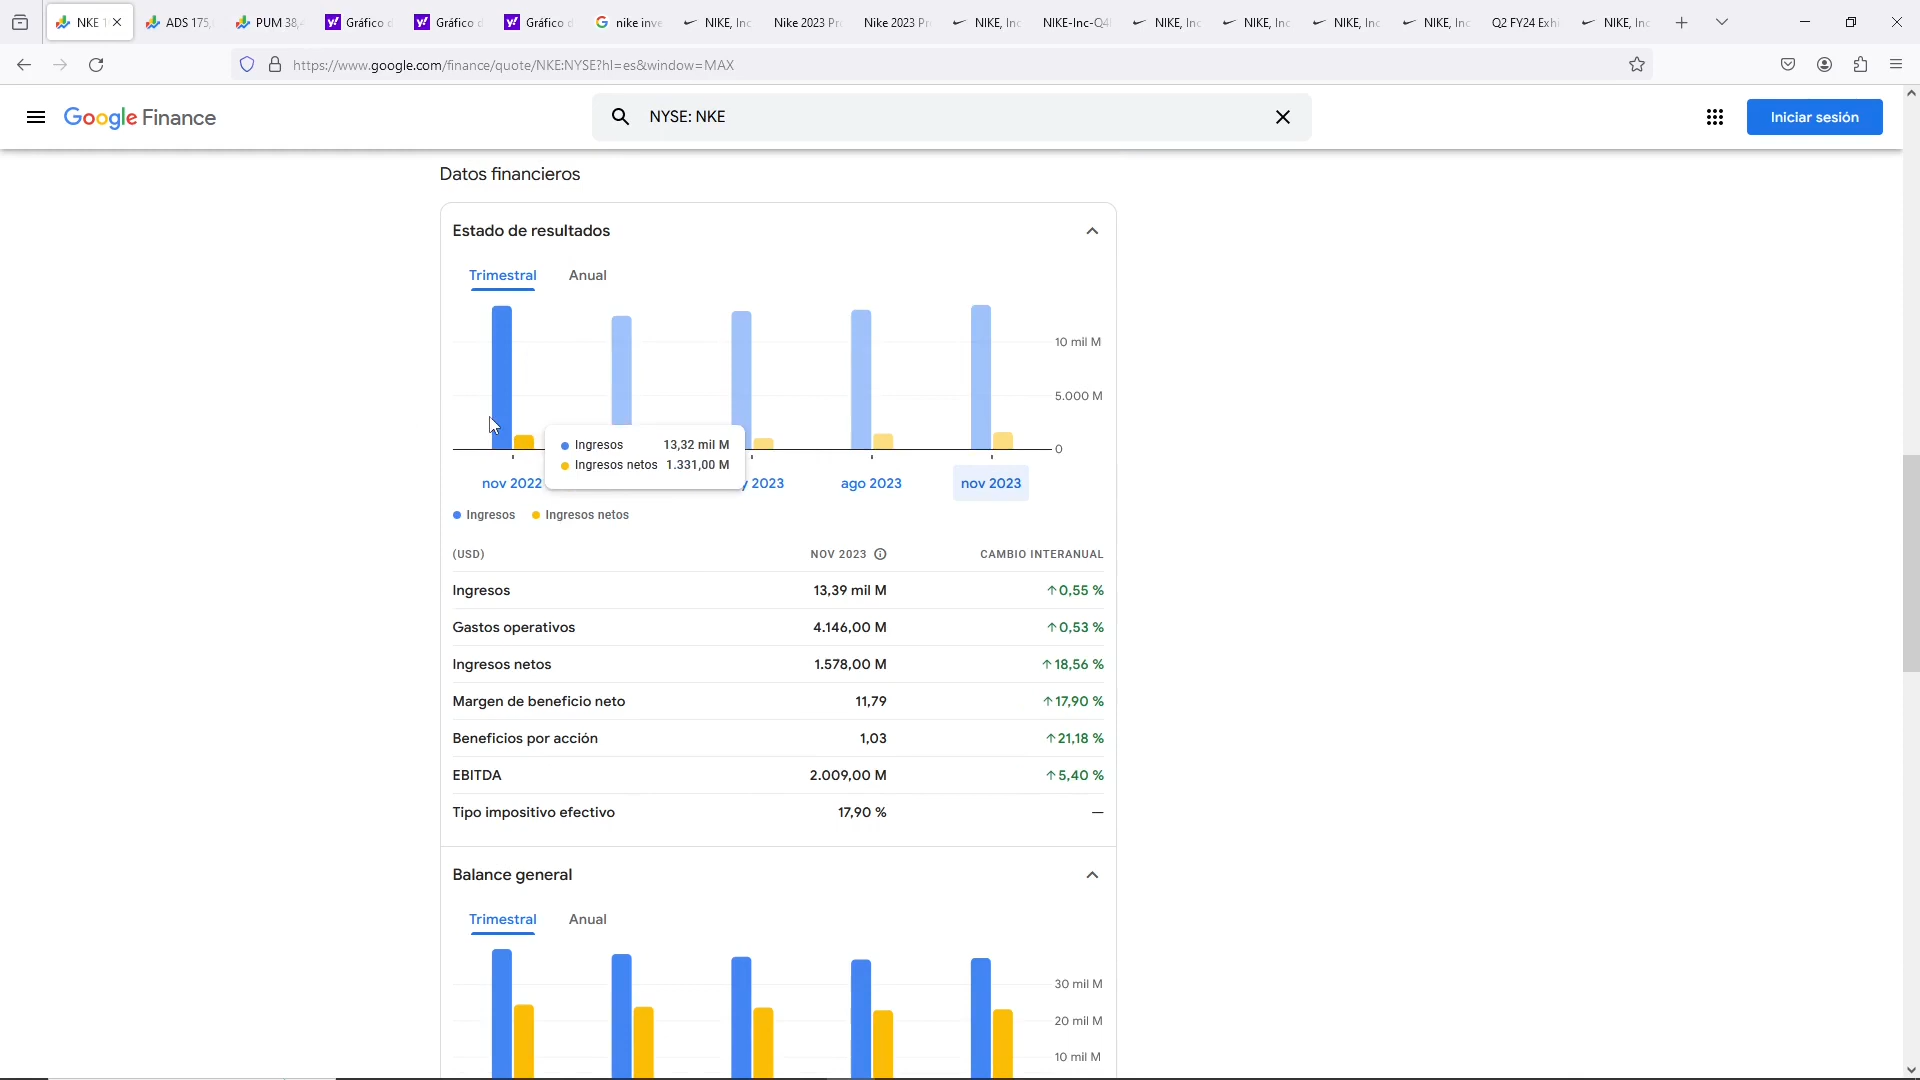 NKE 1
ADS 175,
PUM 38,
Gráfico d
Gráfico d
Gráfico d
nike inve
NIKE, Inc
Nike 2023 Pr
Nike 2023 Pr
NIKE, Inc
NIKE-Inc-Q4
NIKE, Inc
NIKE, Inc
NIKE, Inc
NIKE, Inc
Q2 FY24 Exhi
NIKE, Inc
https://www.google.com/finance/quote/NKE:NYSE?hl=es&window=MAX
Google Finance
NYSE: NKE
Iniciar sesión
Datos financieros
Estado de resultados
Trimestral Anual
10 mil M
5.000 M
0
Ingresos 13,32 mil M
Ingresos netos 1.331,00 M
nov 2022 y 2023 ago 2023 nov 2023
Ingresos Ingresos netos
(USD) NOV 2023 CAMBIO INTERANUAL
Ingresos 13,39 mil M ↑0,55 %
Gastos operativos 4.146,00 M ↑0,53 %
Ingresos netos 1.578,00 M ↑18,56 %
Margen de beneficio neto 11,79 ↑17,90 %
Beneficios por acción 1,03 ↑21,18 %
EBITDA 2.009,00 M ↑5,40 %
Tipo impositivo efectivo 17,90 % —
Balance general
Trimestral Anual
30 mil M
20 mil M
10 mil M